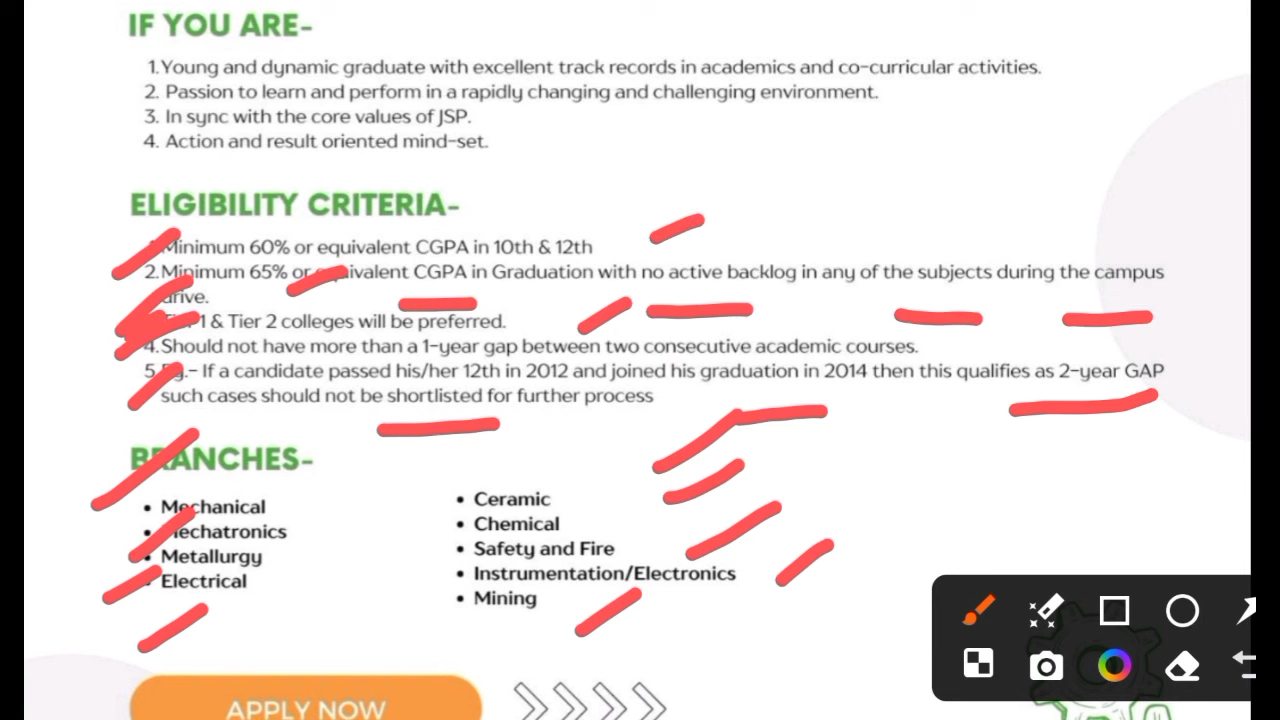 IF YOU ARE-
1.Young and dynamic graduate with excellent track records in academics and co-curricular activities.
2. Passion to learn and perform in a rapidly changing and challenging environment.
3. In sync with the core values of JSP.
4. Action and result oriented mind-set.
ELIGIBILITY CRITERIA-
Minimum 60% or equivalent CGPA in 10th & 12th
2.Minimum 65% or equivalent CGPA in Graduation with no active backlog in any of the subjects during the campus
drive.
Tier 1 & Tier 2 colleges will be preferred.
4.Should not have more than a 1-year gap between two consecutive academic courses.
5.Eg.- If a candidate passed his/her 12th in 2012 and joined his graduation in 2014 then this qualifies as 2-year GAP
such cases should not be shortlisted for further process
BRANCHES-
• Mechanical
• Mechatronics
• Metallurgy
• Electrical
• Ceramic
• Chemical
• Safety and Fire
• Instrumentation/Electronics
• Mining
APPLY NOW